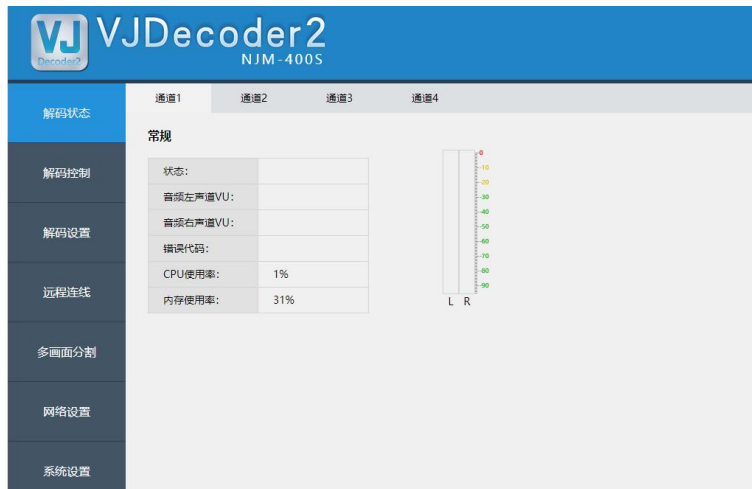 VJ
Decoder2
VJDecoder2
NJM-400S
解码状态
解码控制
解码设置
远程连线
多画面分割
网络设置
系统设置
通道1 通道2 通道3 通道4
常规
状态:
音频左声道VU:
音频右声道VU:
错误代码:
CPU使用率: 1%
内存使用率: 31%
0
-10
-20
-30
-40
-50
-60
-70
-80
-90
L R